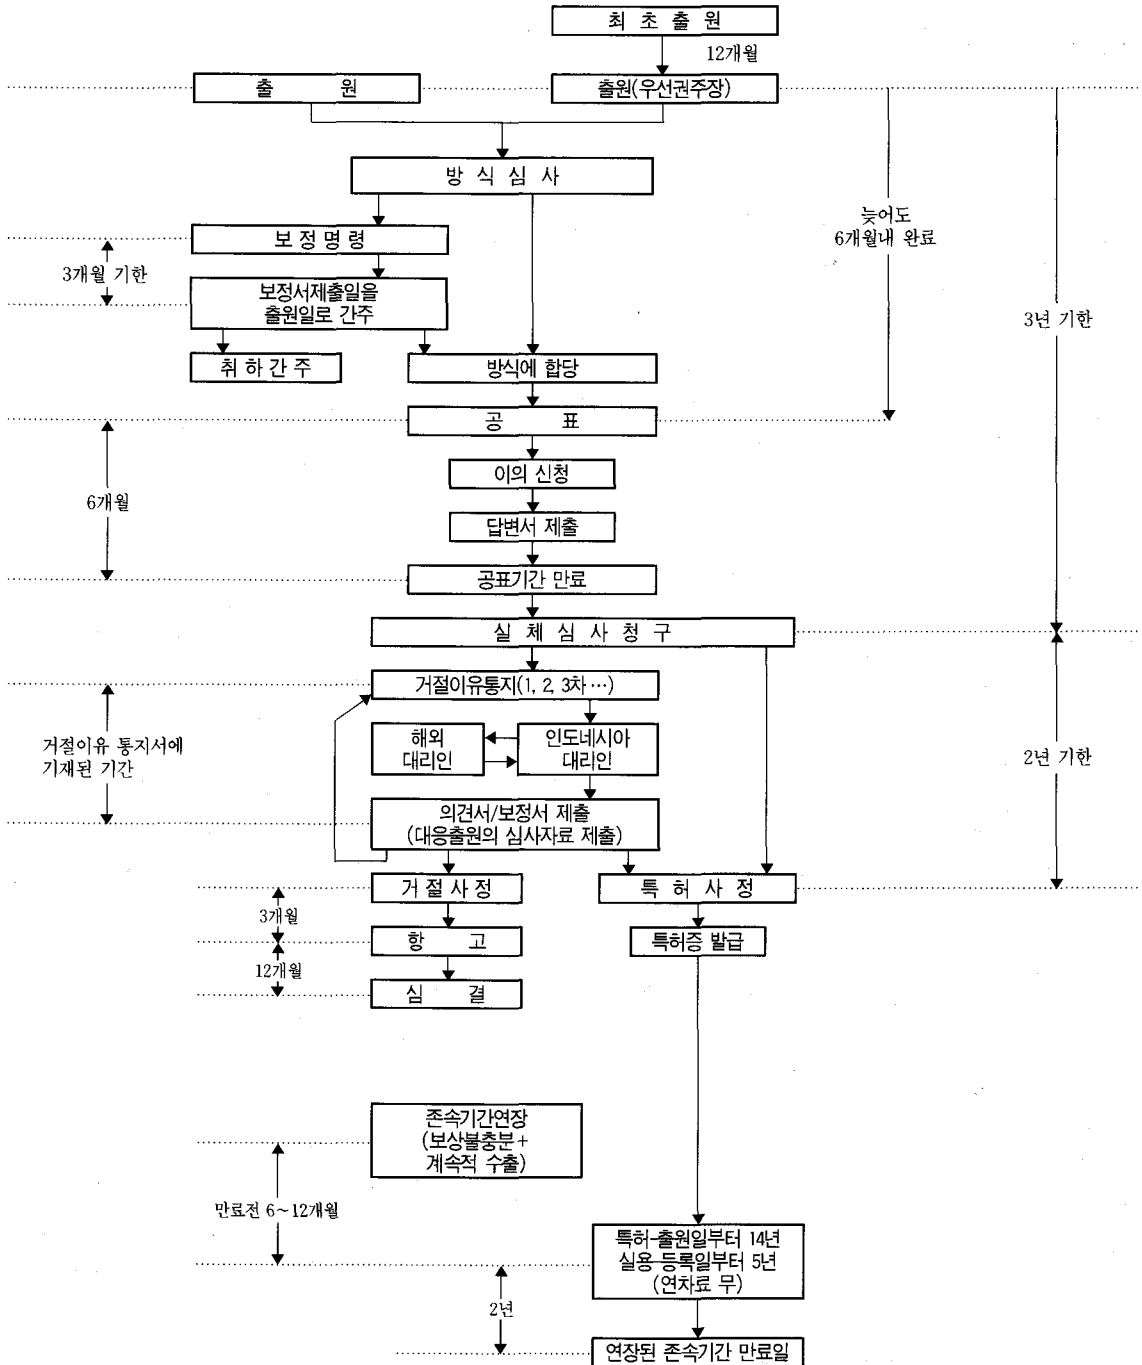 최 초 출 원
12개월
출 원
출원(우선권주장)
방 식 심 사
늦어도
6개월내 완료
보 정 명 령
3개월 기한
보정서제출일을
출원일로 간주
3년 기한
취 하 간 주
방식에 합당
공 표
이의 신청
6개월
답변서 제출
공표기간 만료
실 체 심 사 청 구
거절이유통지(1, 2, 3차 …)
거절이유 통지서에
기재된 기간
해외
대리인
인도네시아
대리인
2년 기한
의견서/보정서 제출
(대응출원의 심사자료 제출)
거 절 사 정
특 허 사 정
3개월
항 고
특허증 발급
12개월
심 결
존속기간연장
(보상불충분+
계속적 수출)
만료전 6~12개월
특허-출원일부터 14년
실용-등록일부터 5년
(연차료 무)
2년
연장된 존속기간 만료일